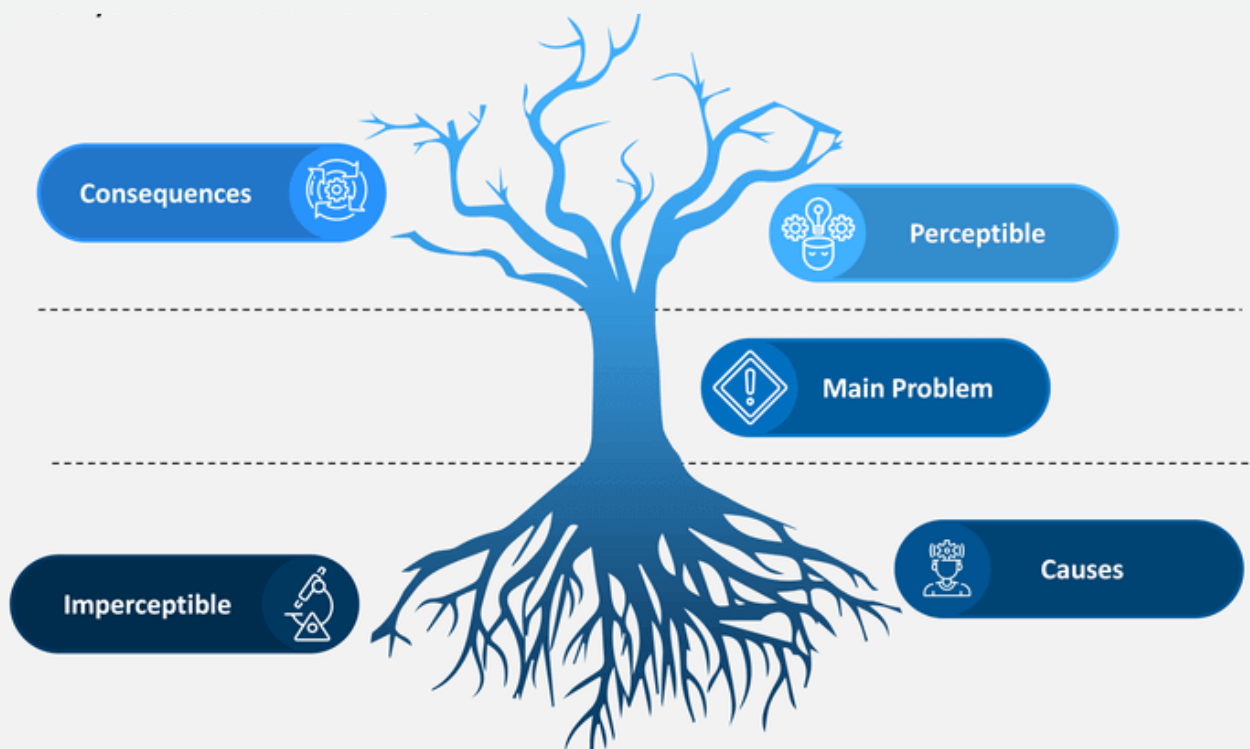 Consequences
Perceptible
Main Problem
Causes
Imperceptible